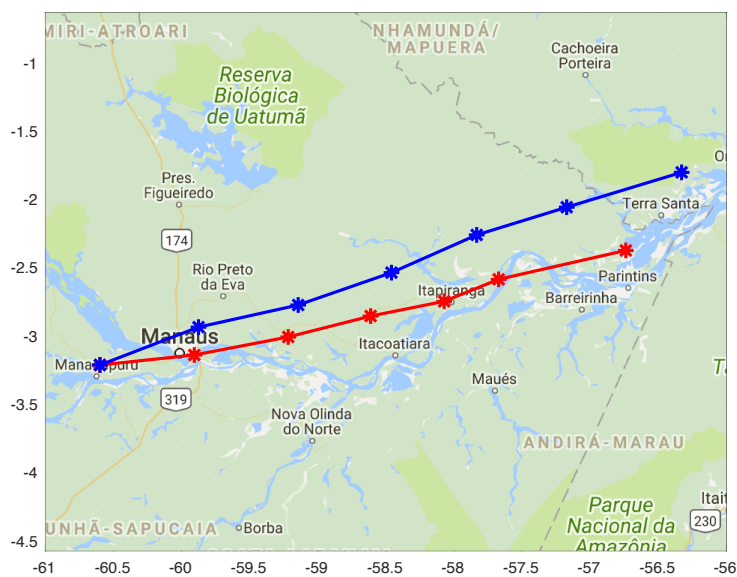 MIRI-ATROARI
NHAMUNDÁ/
MAPUERA
Cachoeira
Porteira
-1
Reserva
Biológica
de Uatumã
-1.5
Pres.
Figueiredo
-2
Terra Santa
174
Rio Preto
da Eva
-2.5
Itapiranga
Parintins
Barreirinha
-3
Manaus
Itacoatiara
Maués
319
-3.5
Nova Olinda
do Norte
ANDIRÁ-MARAU
-4
Parque
Nacional da
Amazônia
Itait
230
UNHÃ-SAPUCAIA
Borba
-4.5
-61
-60.5
-60
-59.5
-59
-58.5
-58
-57.5
-57
-56.5
-56